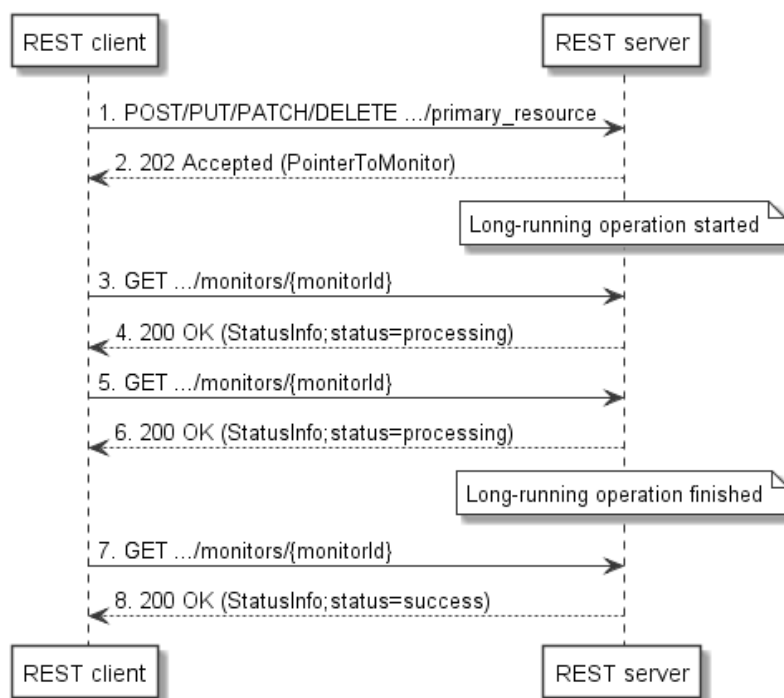 REST client
REST server
1. POST/PUT/PATCH/DELETE .../primary_resource
2. 202 Accepted (PointerToMonitor)
Long-running operation started
3. GET .../monitors/{monitorId}
4. 200 OK (StatusInfo;status=processing)
5. GET .../monitors/{monitorId}
6. 200 OK (StatusInfo;status=processing)
Long-running operation finished
7. GET .../monitors/{monitorId}
8. 200 OK (StatusInfo;status=success)
REST client
REST server